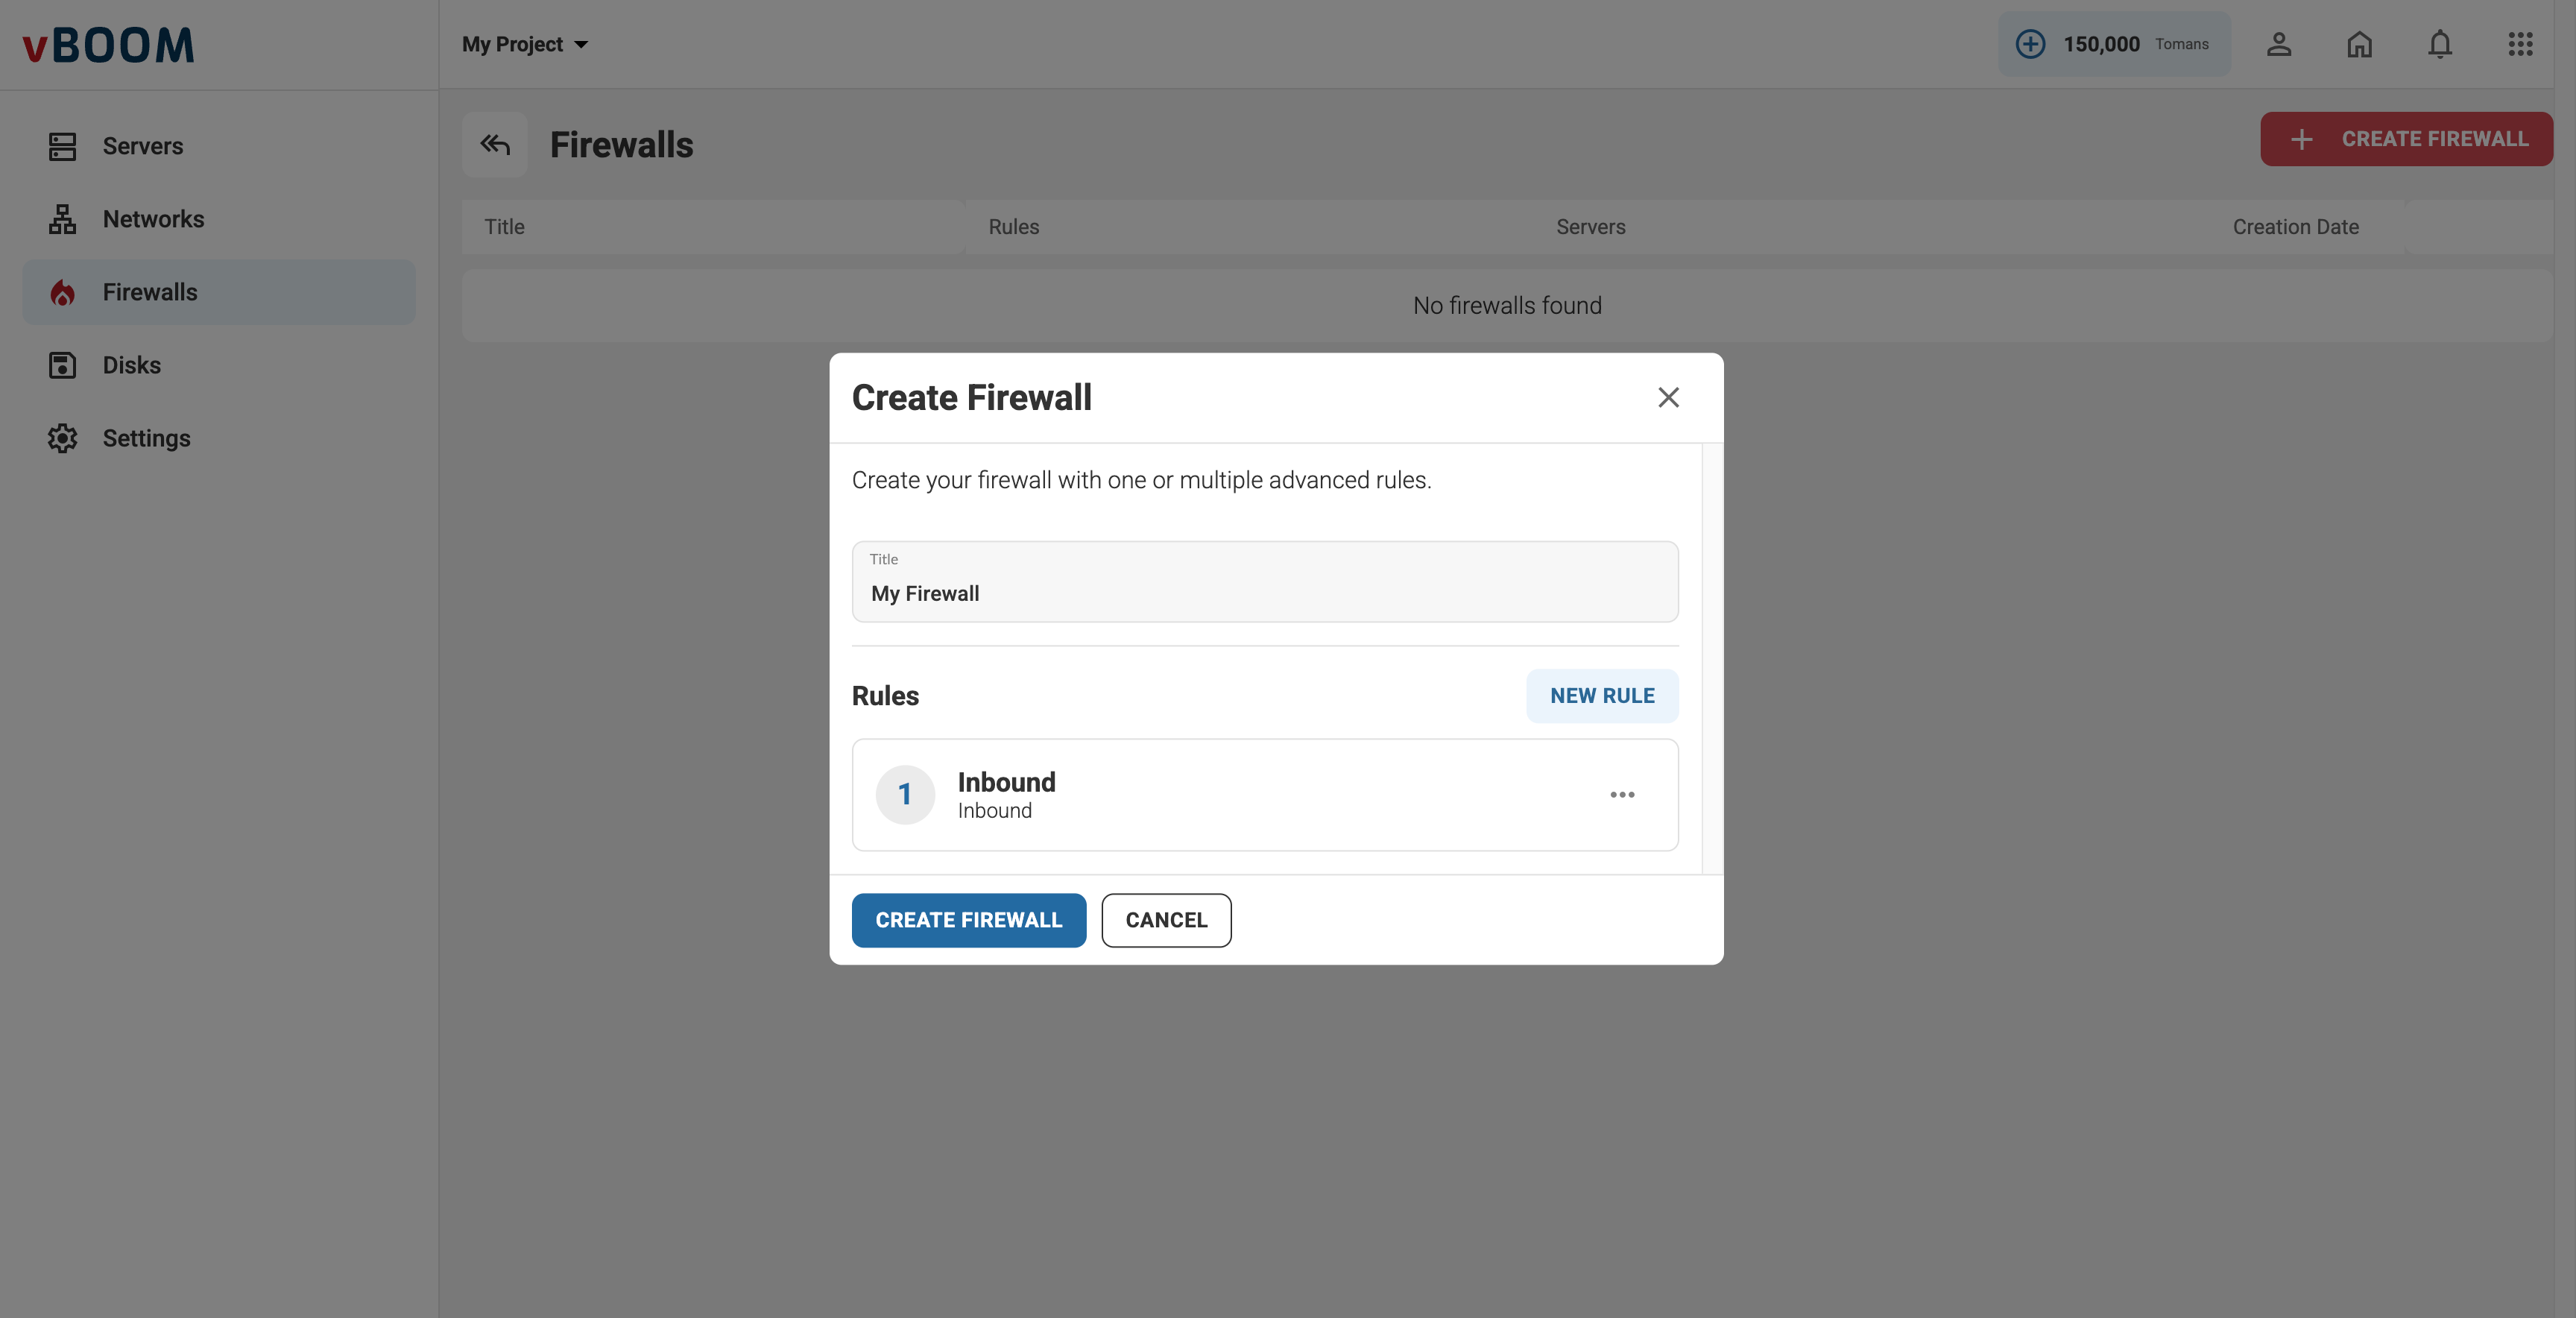 vBOOM
My Project
150,000 Tomans
Servers
Networks
Firewalls
Disks
Settings
Firewalls
CREATE FIREWALL
Title Rules Servers Creation Date
No firewalls found
Create Firewall
Create your firewall with one or multiple advanced rules.
Title
My Firewall
Rules
NEW RULE
1
Inbound
Inbound
CREATE FIREWALL
CANCEL